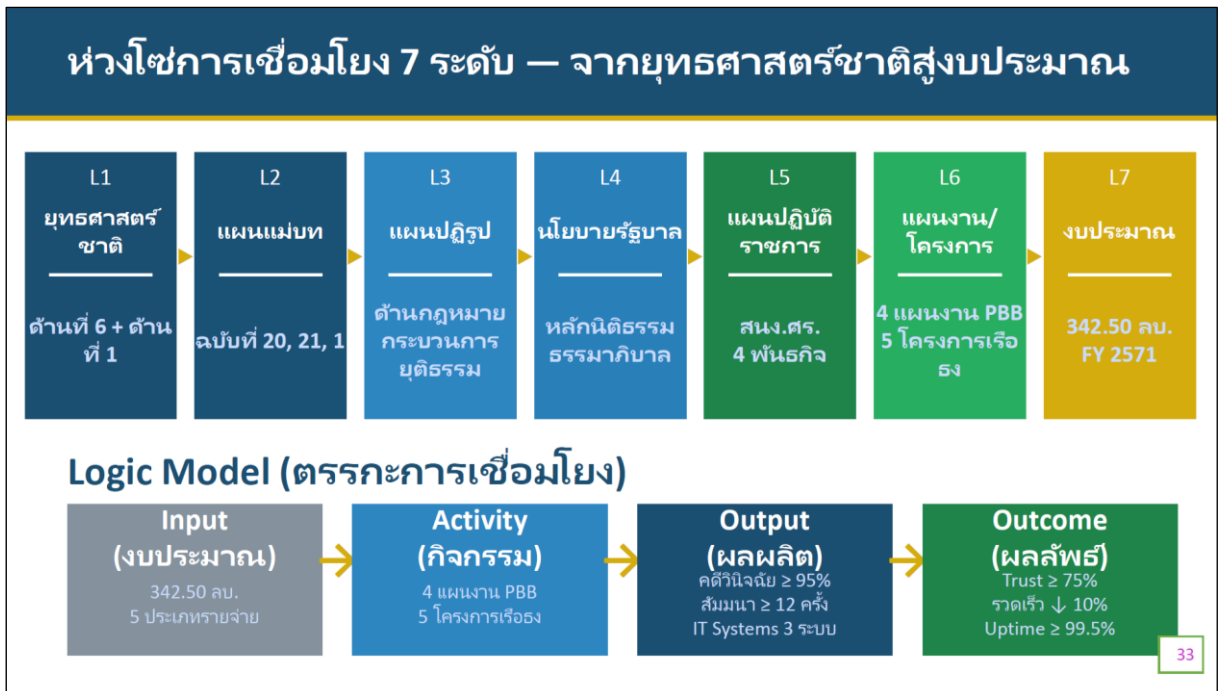 ห่วงโซ่การเชื่อมโยง 7 ระดับ — จากยุทธศาสตร์ชาติสู่งบประมาณ
L1
ยุทธศาสตร์
ชาติ
ด้านที่ 6 + ด้าน
ที่ 1
L2
แผนแม่บท
ฉบับที่ 20, 21, 1
L3
แผนปฏิรูป
ด้านกฎหมาย
กระบวนการ
ยุติธรรม
L4
นโยบายรัฐบาล
หลักนิติธรรม
ธรรมาภิบาล
L5
แผนปฏิบัติ
ราชการ
สนง.ศร.
4 พันธกิจ
L6
แผนงาน/
โครงการ
4 แผนงาน PBB
5 โครงการเรือ
ธง
L7
งบประมาณ
342.50 ลบ.
FY 2571
Logic Model (ตรรกะการเชื่อมโยง)
Input
(งบประมาณ)
342.50 ลบ.
5 ประเภทรายจ่าย
Activity
(กิจกรรม)
4 แผนงาน PBB
5 โครงการเรือธง
Output
(ผลผลิต)
คดีวินิจฉัย ≥ 95%
สัมมนา ≥ 12 ครั้ง
IT Systems 3 ระบบ
Outcome
(ผลลัพธ์)
Trust ≥ 75%
รวดเร็ว ↓ 10%
Uptime ≥ 99.5%
33